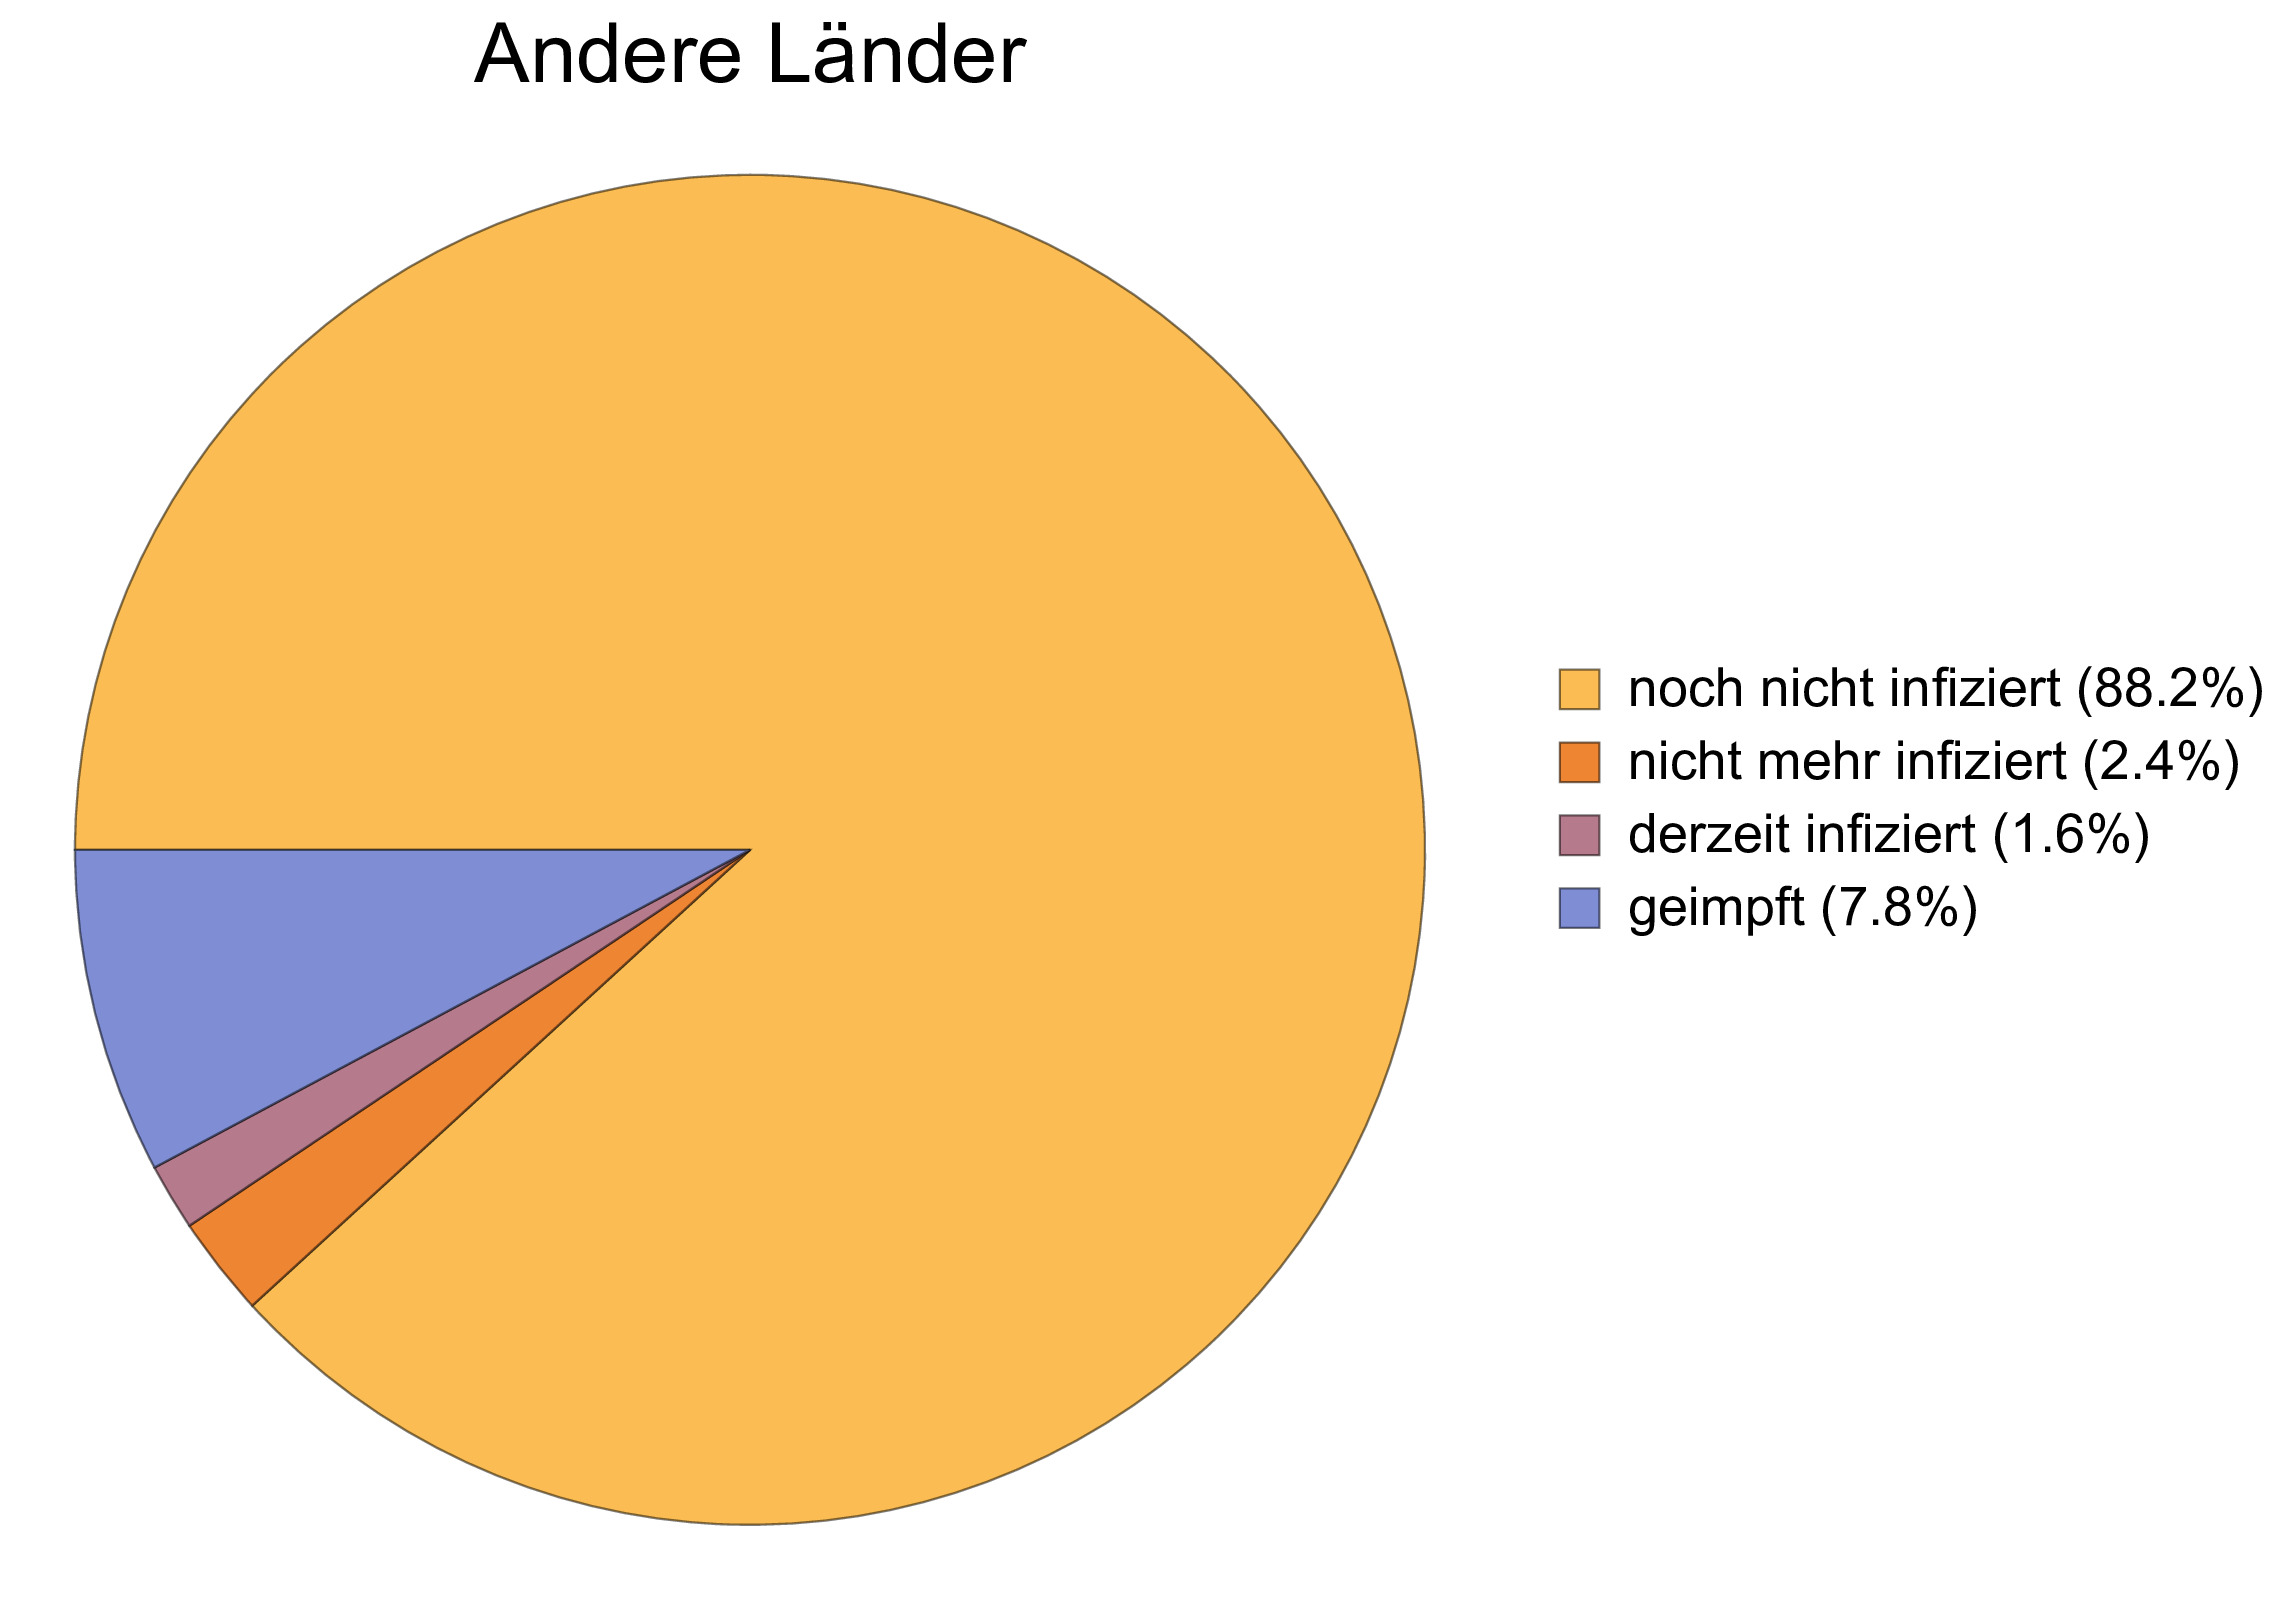 Andere Länder
noch nicht infiziert (88.2%)
nicht mehr infiziert (2.4%)
derzeit infiziert (1.6%)
geimpft (7.8%)